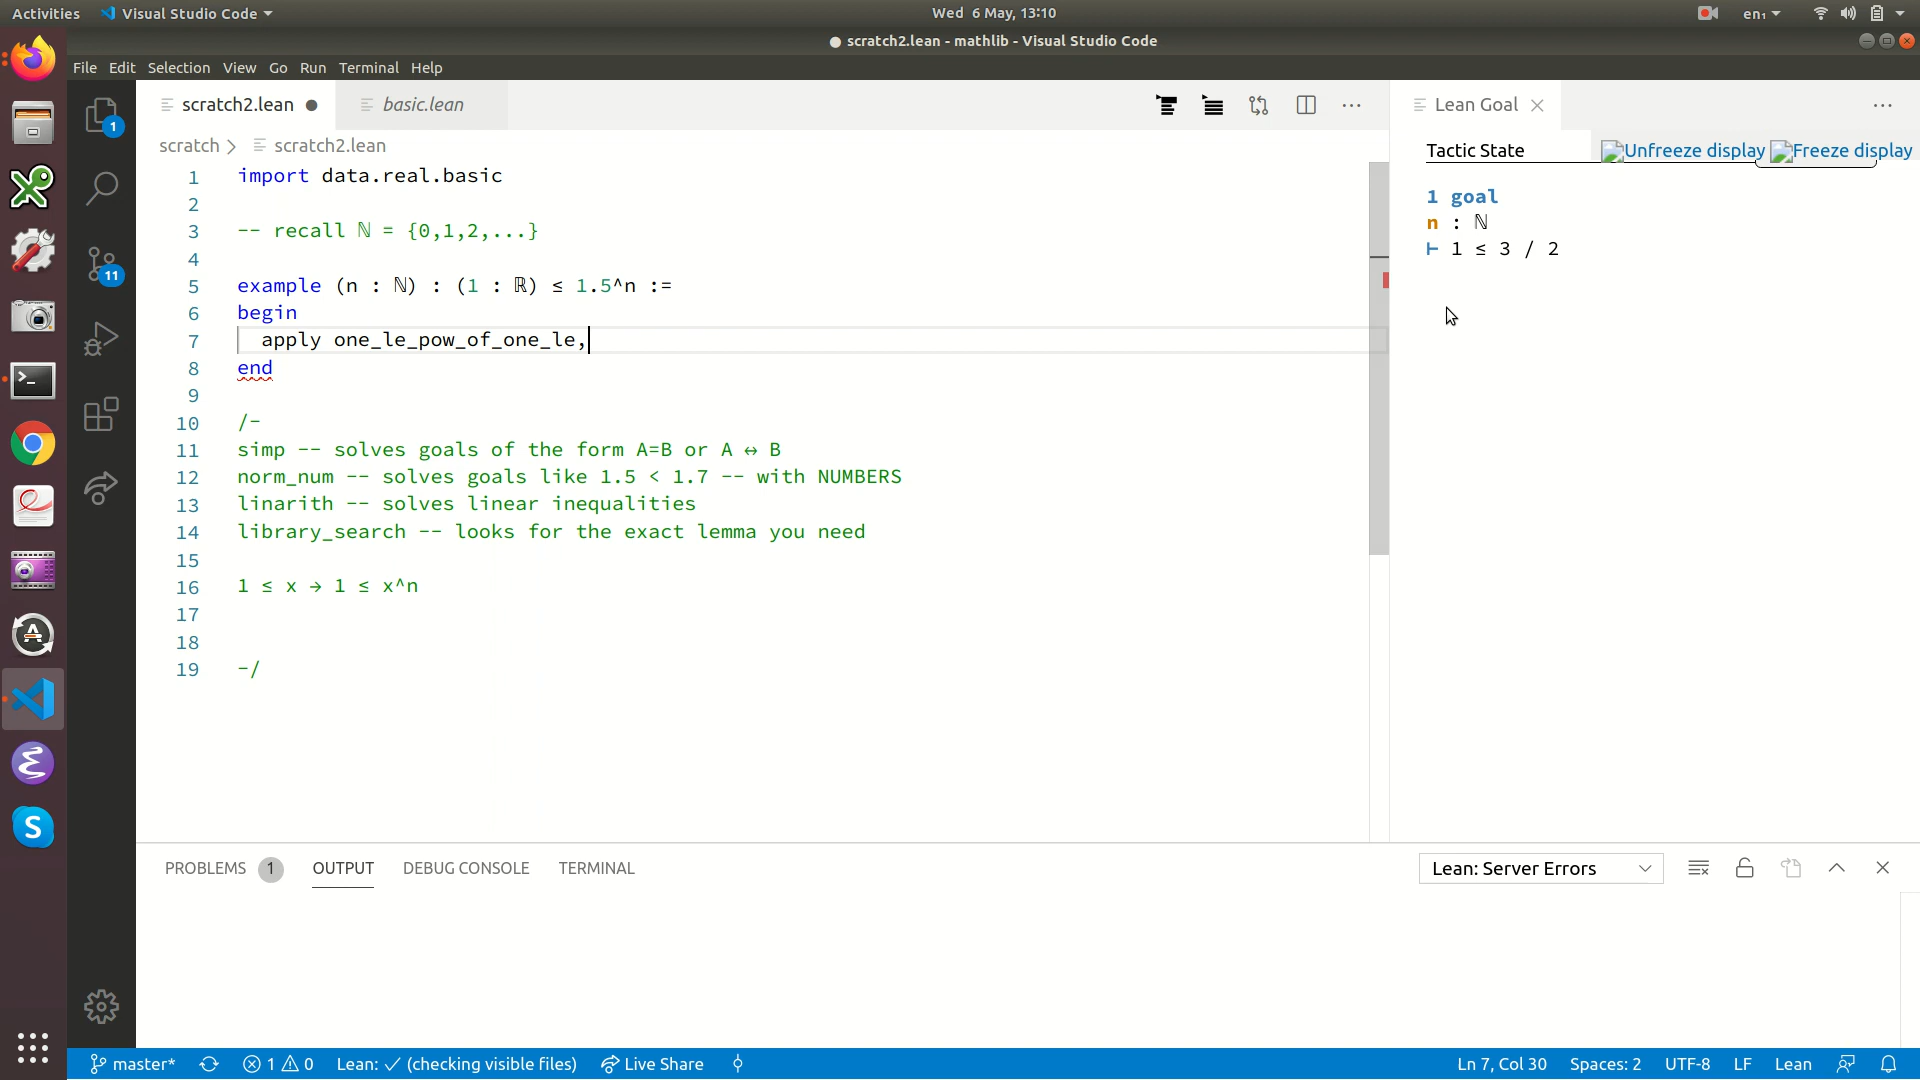 Activities Visual Studio Code Wed 6 May, 13:10 en₁
● scratch2.lean - mathlib - Visual Studio Code
File Edit Selection View Go Run Terminal Help
scratch2.lean basic.lean Lean Goal
scratch > scratch2.lean
Tactic State Unfreeze display Freeze display
1 goal
n : ℕ
⊢ 1 ≤ 3 / 2
1 import data.real.basic
2
3 -- recall ℕ = {0,1,2,...}
4
5 example (n : ℕ) : (1 : ℝ) ≤ 1.5^n :=
6 begin
7 apply one_le_pow_of_one_le,
8 end
9
10 /-
11 simp -- solves goals of the form A=B or A ↔ B
12 norm_num -- solves goals like 1.5 < 1.7 -- with NUMBERS
13 linarith -- solves linear inequalities
14 library_search -- looks for the exact lemma you need
15
16 1 ≤ x → 1 ≤ x^n
17
18
19 -/
1
11
PROBLEMS 1 OUTPUT DEBUG CONSOLE TERMINAL Lean: Server Errors
master* 1 0 Lean: ✓ (checking visible files) Live Share Ln 7, Col 30 Spaces: 2 UTF-8 LF Lean